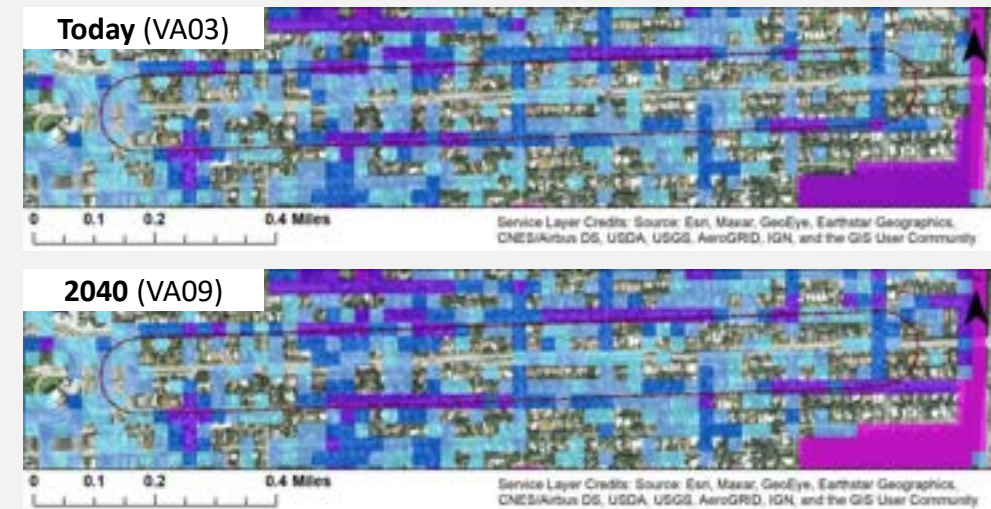 Today (VA03)
0 0.1 0.2 0.4 Miles
Service Layer Credits: Source: Esri, Maxar, GeoEye, Earthstar Geographics,
CNES/Airbus DS, USDA, USGS, AeroGRID, IGN, and the GIS User Community
2040 (VA09)
0 0.1 0.2 0.4 Miles
Service Layer Credits: Source: Esri, Maxar, GeoEye, Earthstar Geographics,
CNES/Airbus DS, USDA, USGS, AeroGRID, IGN, and the GIS User Community